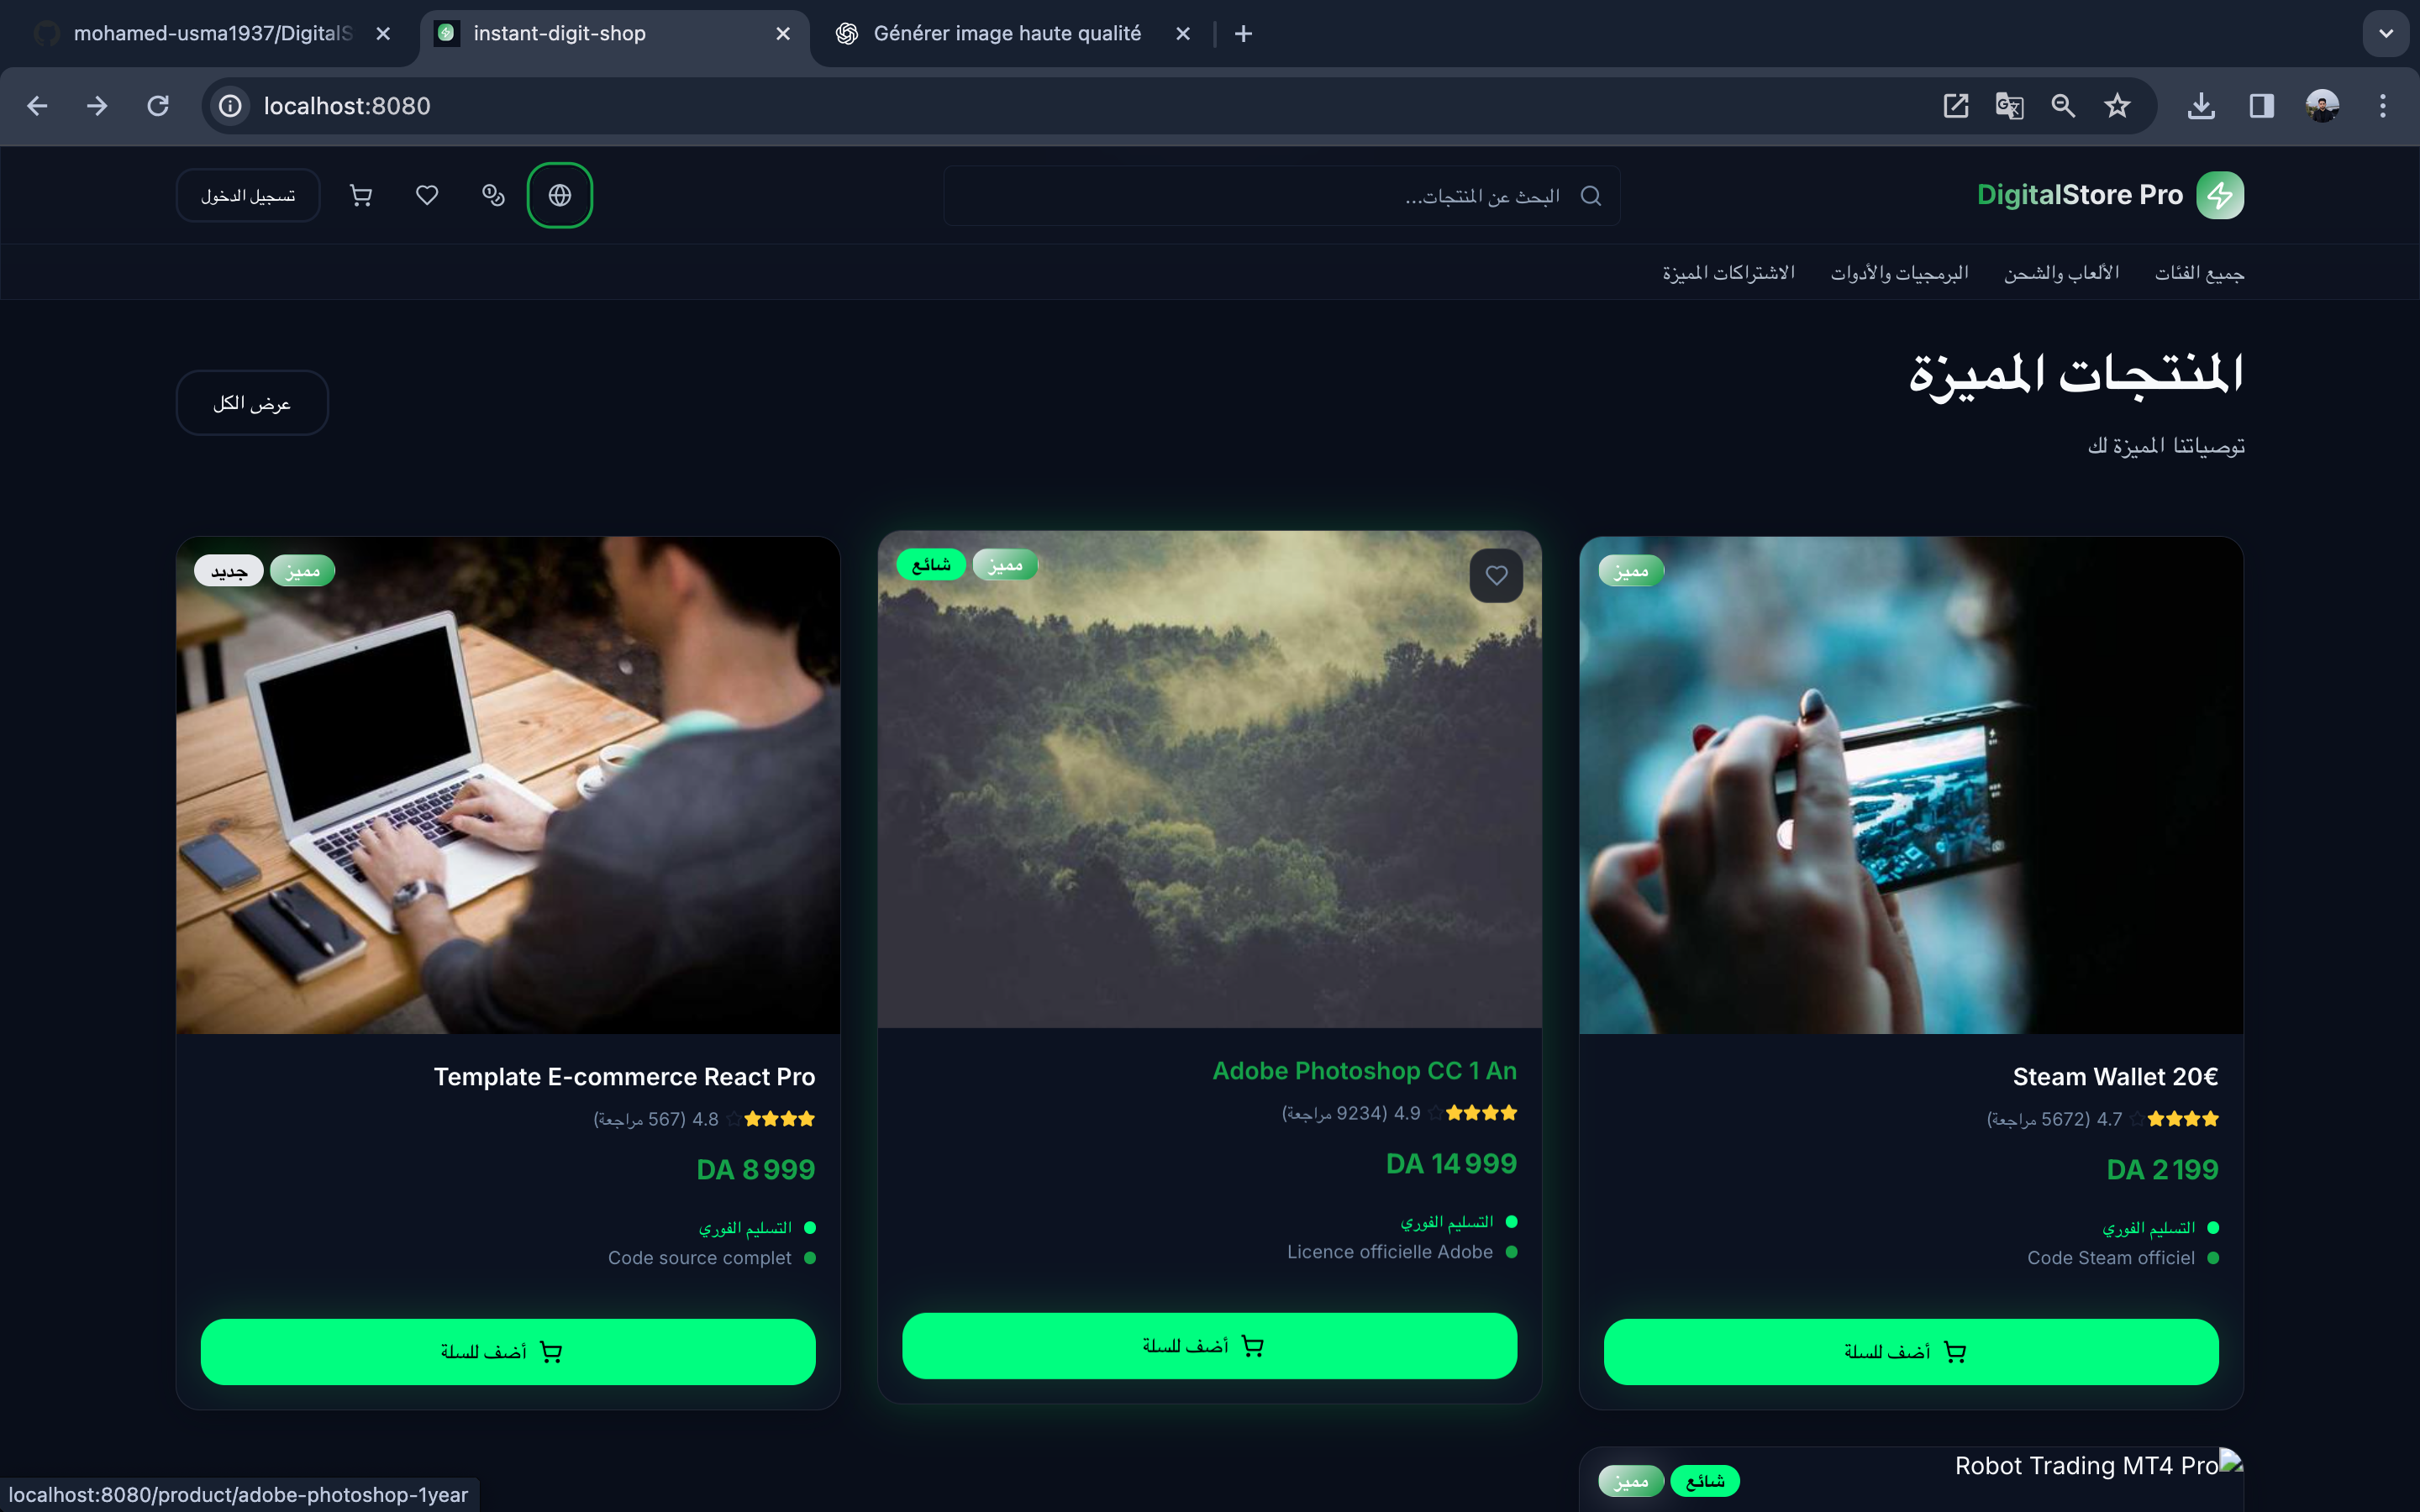 mohamed-usma1937/DigitalS
instant-digit-shop
Générer image haute qualité
localhost:8080
DigitalStore Pro
البحث عن المنتجات...
تسجيل الدخول
جميع الفئات
الألعاب والشحن
البرمجيات والأدوات
الاشتراكات المميزة
المنتجات المميزة
توصياتنا المميزة لك
عرض الكل
مميز
Steam Wallet 20€
4.7 (5672 مراجعة)
DA 2 199
التسليم الفوري
Code Steam officiel
أضف للسلة
مميز
شائع
Adobe Photoshop CC 1 An
4.9 (9234 مراجعة)
DA 14 999
التسليم الفوري
Licence officielle Adobe
أضف للسلة
مميز
جديد
Template E-commerce React Pro
4.8 (567 مراجعة)
DA 8 999
التسليم الفوري
Code source complet
أضف للسلة
Robot Trading MT4 Pro
شائع
مميز
localhost:8080/product/adobe-photoshop-1year